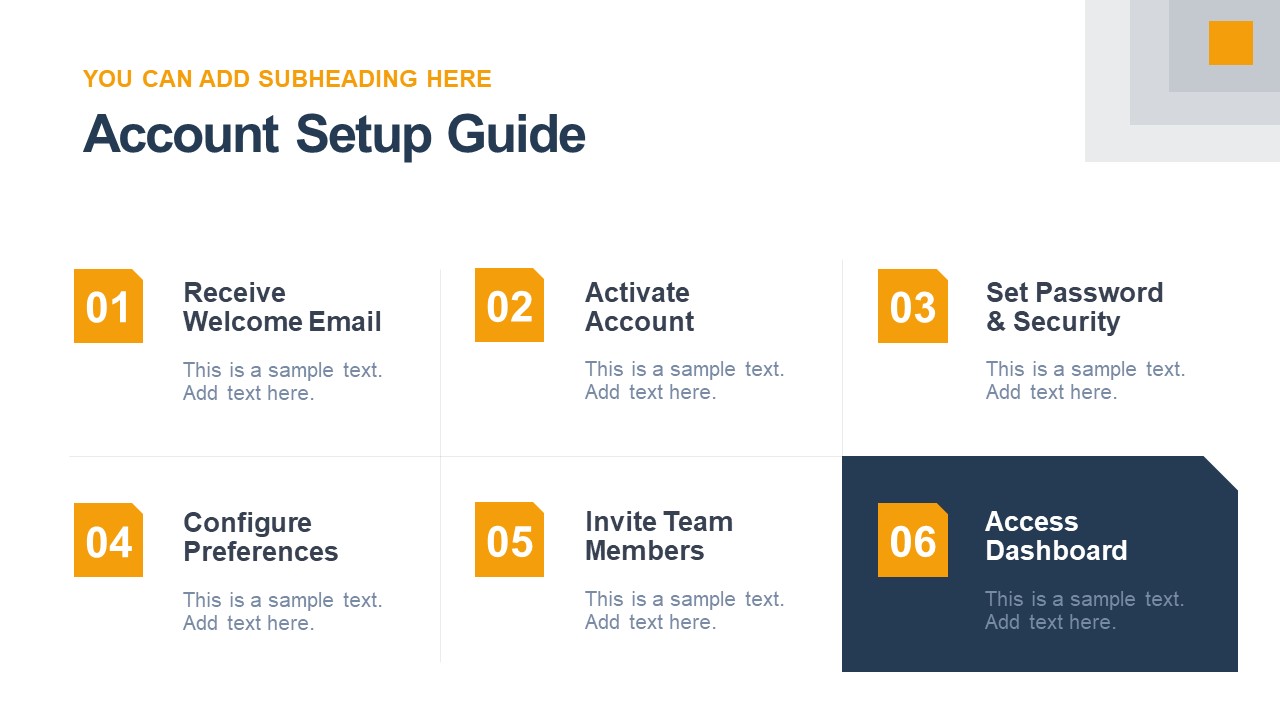 YOU CAN ADD SUBHEADING HERE
Account Setup Guide
01
Receive
Welcome Email
This is a sample text.
Add text here.
02
Activate
Account
This is a sample text.
Add text here.
03
Set Password
& Security
This is a sample text.
Add text here.
04
Configure
Preferences
This is a sample text.
Add text here.
05
Invite Team
Members
This is a sample text.
Add text here.
06
Access
Dashboard
This is a sample text.
Add text here.